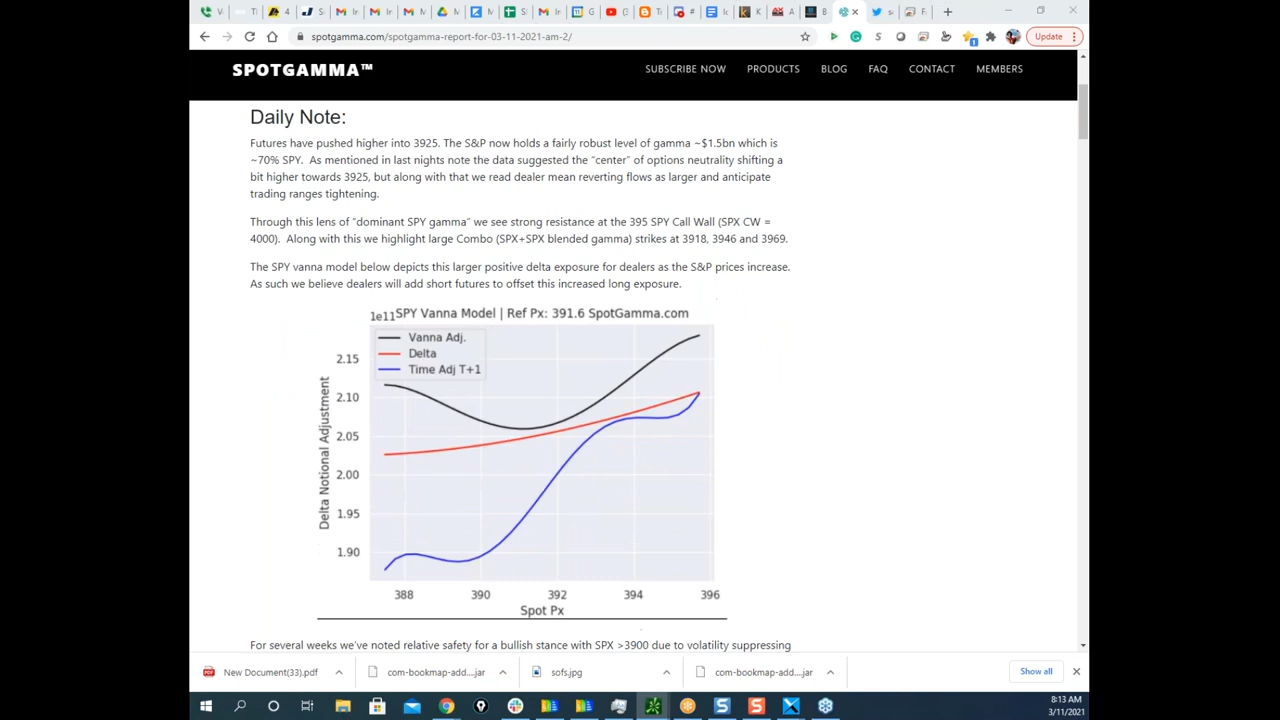 spotgamma.com/spotgamma-report-for-03-11-2021-am-2/
Update
SPOTGAMMA™
SUBSCRIBE NOW PRODUCTS BLOG FAQ CONTACT MEMBERS
Daily Note:
Futures have pushed higher into 3925. The S&P now holds a fairly robust level of gamma ~$1.5bn which is
~70% SPY. As mentioned in last nights note the data suggested the "center" of options neutrality shifting a
bit higher towards 3925, but along with that we read dealer mean reverting flows as larger and anticipate
trading ranges tightening.
Through this lens of "dominant SPY gamma" we see strong resistance at the 395 SPY Call Wall (SPX CW =
4000). Along with this we highlight large Combo (SPX+SPX blended gamma) strikes at 3918, 3946 and 3969.
The SPY vanna model below depicts this larger positive delta exposure for dealers as the S&P prices increase.
As such we believe dealers will add short futures to offset this increased long exposure.
1e11 SPY Vanna Model | Ref Px: 391.6 SpotGamma.com
Vanna Adj.
Delta
Time Adj T+1
Delta Notional Adjustment
2.15
2.10
2.05
2.00
1.95
1.90
388 390 392 394 396
Spot Px
For several weeks we've noted relative safety for a bullish stance with SPX >3900 due to volatility suppressing
New Document(33).pdf com-bookmap-add....jar sofs.jpg com-bookmap-add....jar Show all
8:13 AM
3/11/2021